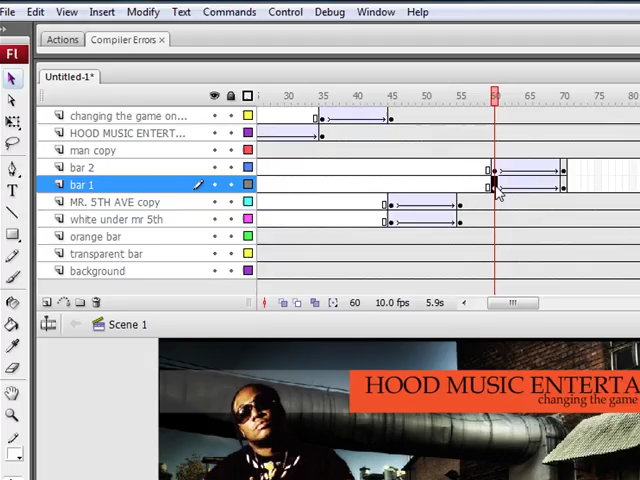 File Edit View Insert Modify Text Commands Control Debug Window Help
Actions Compiler Errors ×
Fl
Untitled-1*
30 35 40 45 50 55 60 65 70 75 80
changing the game on...
HOOD MUSIC ENTERT...
man copy
bar 2
bar 1
MR. 5TH AVE copy
white under mr 5th
orange bar
transparent bar
background
60 10.0 fps 5.9s
Scene 1
HOOD MUSIC ENTERTA
changing the game